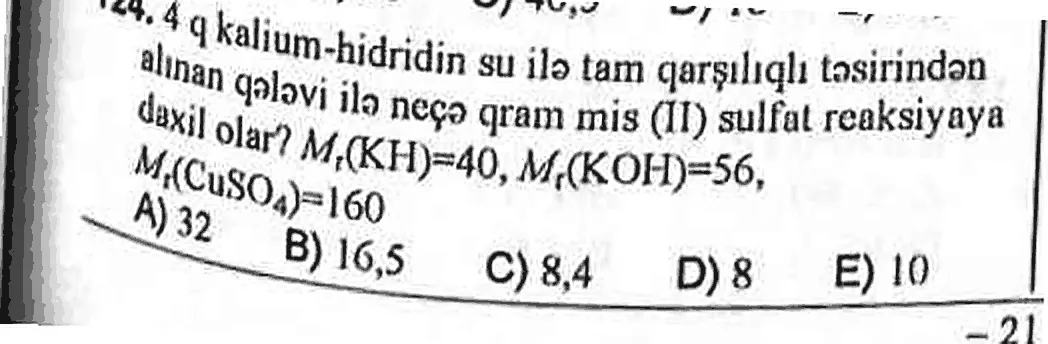 124. 4 q kalium-hidridin su ilə tam qarşılıqlı təsirindən
alınan qələvi ilə neçə qram mis (II) sulfat reaksiyaya
daxil olar? Mᵣ(KH)=40, Mᵣ(KOH)=56,
Mᵣ(CuSO₄)=160
A) 32 B) 16,5 C) 8,4 D) 8 E) 10
– 21